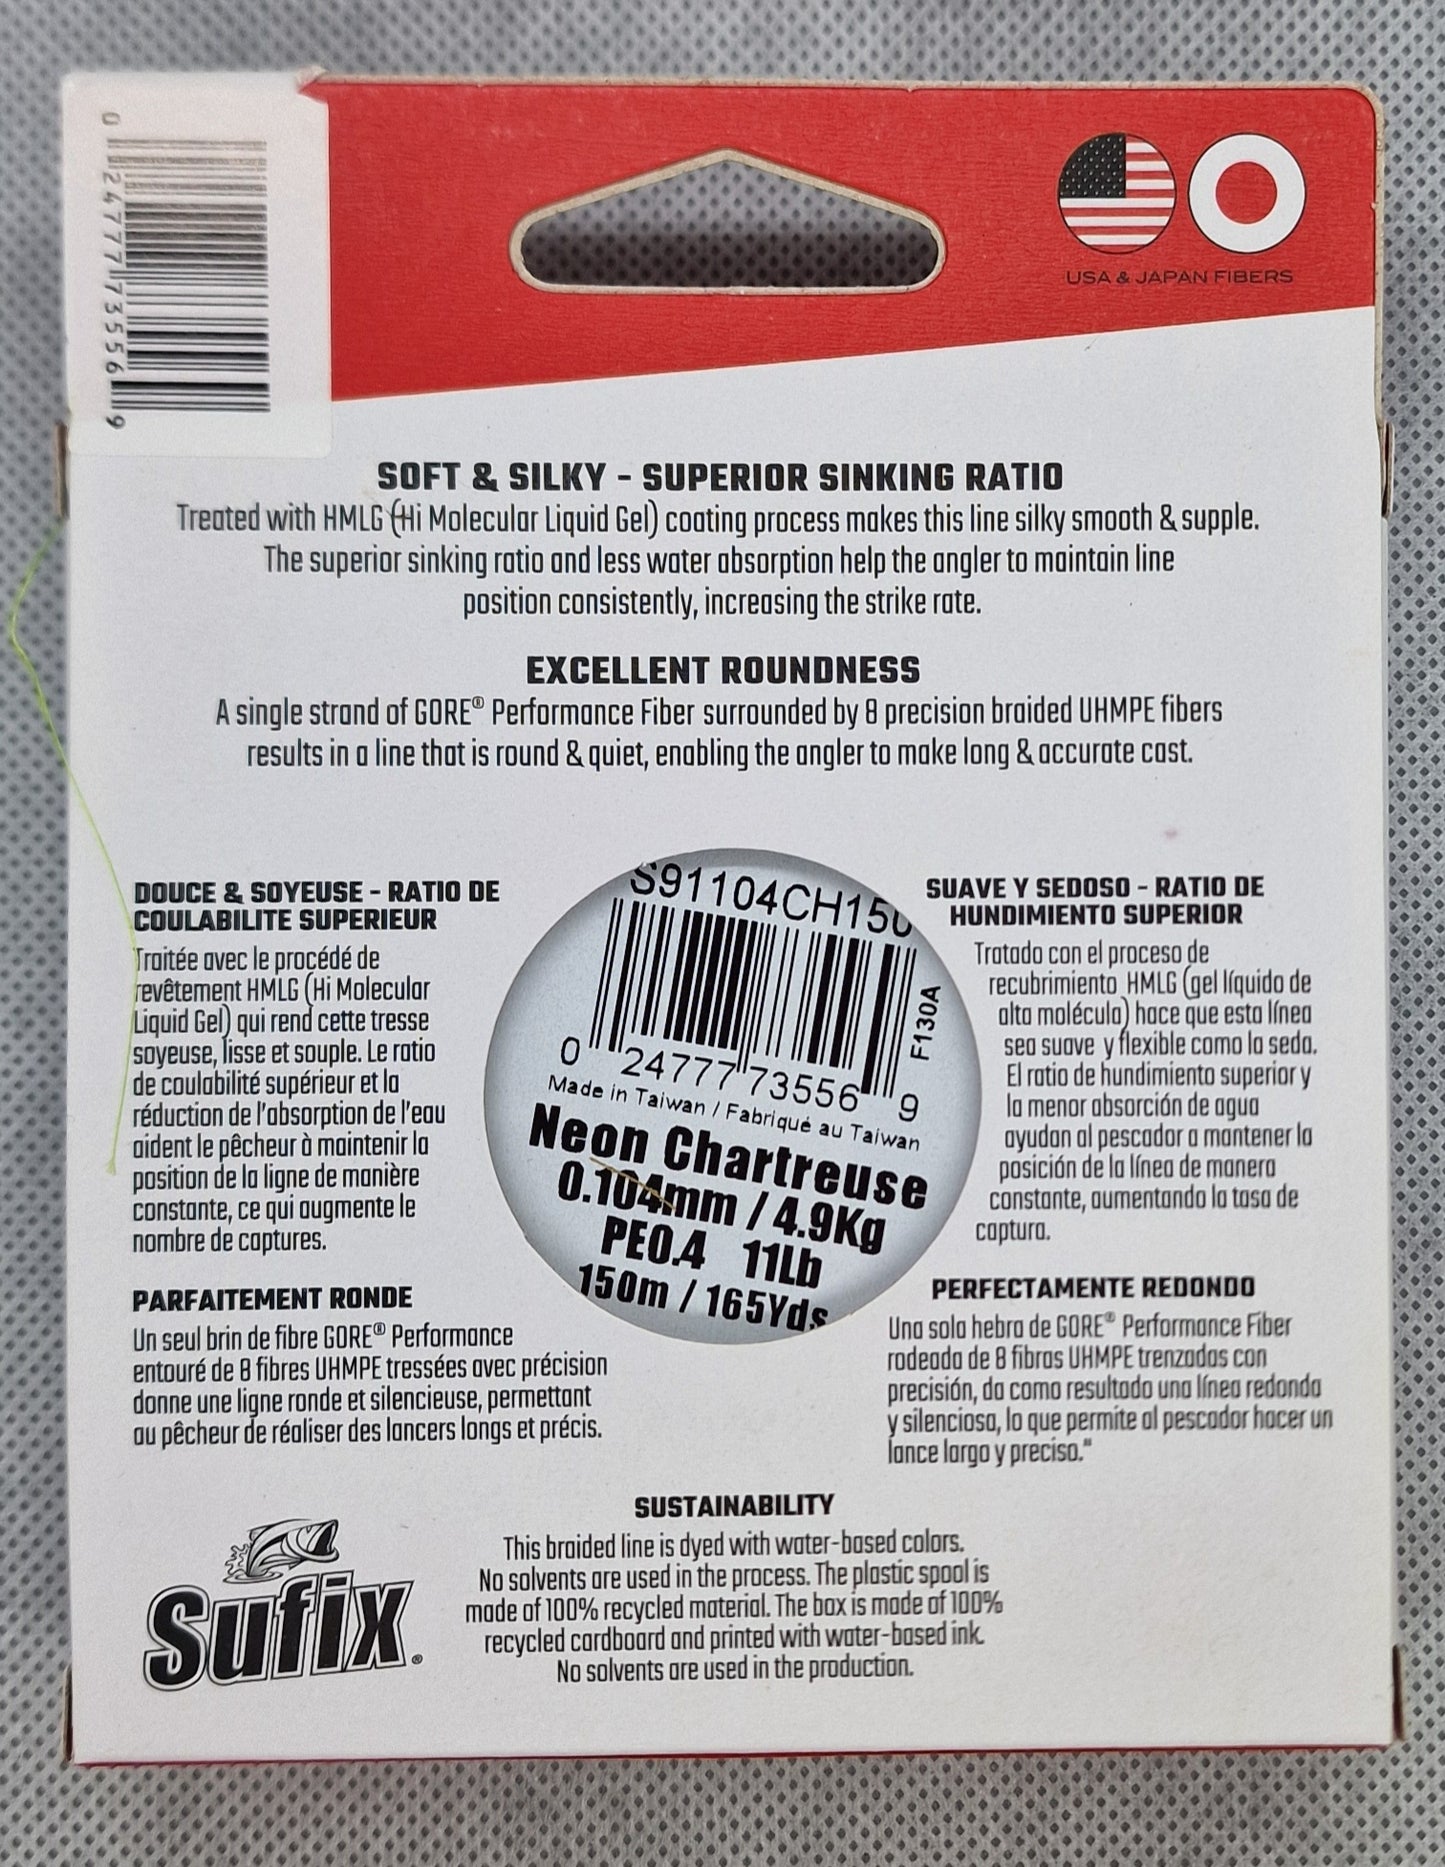 0 24777 73556 9
USA & JAPAN FIBERS
SOFT & SILKY - SUPERIOR SINKING RATIO
Treated with HMLG (Hi Molecular Liquid Gel) coating process makes this line silky smooth & supple.
The superior sinking ratio and less water absorption help the angler to maintain line
position consistently, increasing the strike rate.
EXCELLENT ROUNDNESS
A single strand of GORE® Performance Fiber surrounded by 8 precision braided UHMPE fibers
results in a line that is round & quiet, enabling the angler to make long & accurate cast.
DOUCE & SOYEUSE - RATIO DE
COULABILITE SUPERIEUR
Traitée avec le procédé de
revêtement HMLG (Hi Molecular
Liquid Gel) qui rend cette tresse
soyeuse, lisse et souple. Le ratio
de coulabilité supérieur et la
réduction de l'absorption de l'eau
aident le pêcheur à maintenir la
position de la ligne de manière
constante, ce qui augmente le
nombre de captures.
PARFAITEMENT RONDE
Un seul brin de fibre GORE® Performance
entouré de 8 fibres UHMPE tressées avec précision
donne une ligne ronde et silencieuse, permettant
au pêcheur de réaliser des lancers longs et précis.
S91104CH150
F130A
0 24777 73556 9
Made in Taiwan / Fabriqué au Taiwan
Neon Chartreuse
0.104mm / 4.9Kg
PE0.4 11Lb
150m / 165Yds
SUAVE Y SEDOSO - RATIO DE
HUNDIMIENTO SUPERIOR
Tratado con el proceso de
recubrimiento HMLG (gel líquido de
alta molécula) hace que esta línea
sea suave y flexible como la seda.
El ratio de hundimiento superior y
la menor absorción de agua
ayudan al pescador a mantener la
posición de la línea de manera
constante, aumentando la tasa de
captura.
PERFECTAMENTE REDONDO
Una sola hebra de GORE® Performance Fiber
rodeada de 8 fibras UHMPE trenzadas con
precisión, da como resultado una línea redonda
y silenciosa, lo que permite al pescador hacer un
lance largo y preciso."
SUSTAINABILITY
This braided line is dyed with water-based colors.
No solvents are used in the process. The plastic spool is
made of 100% recycled material. The box is made of 100%
recycled cardboard and printed with water-based ink.
No solvents are used in the production.
Sufix®